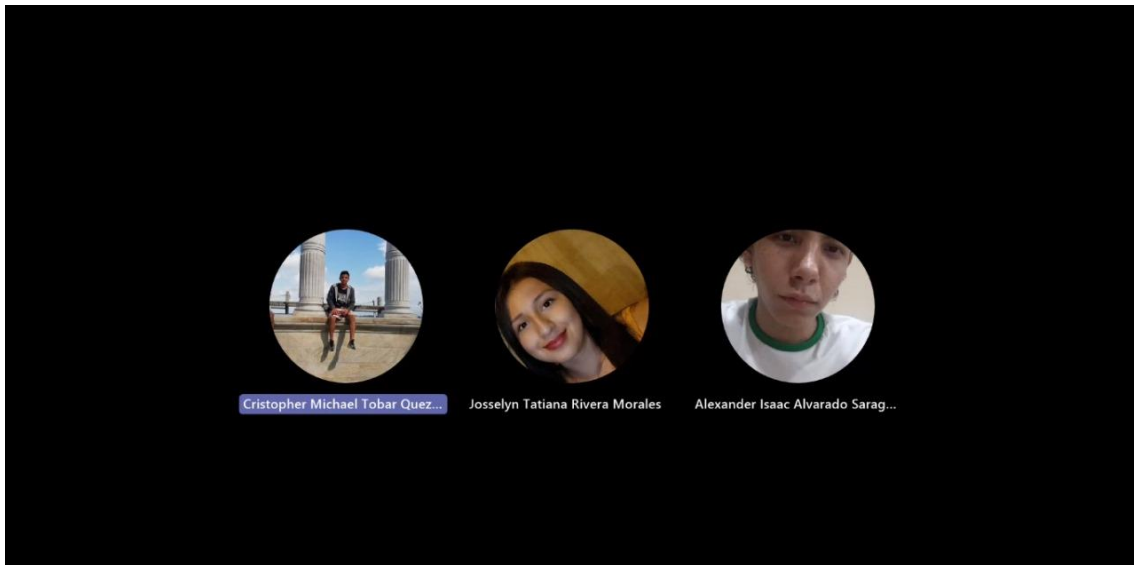 Cristopher Michael Tobar Quez...
Josselyn Tatiana Rivera Morales
Alexander Isaac Alvarado Sarag...